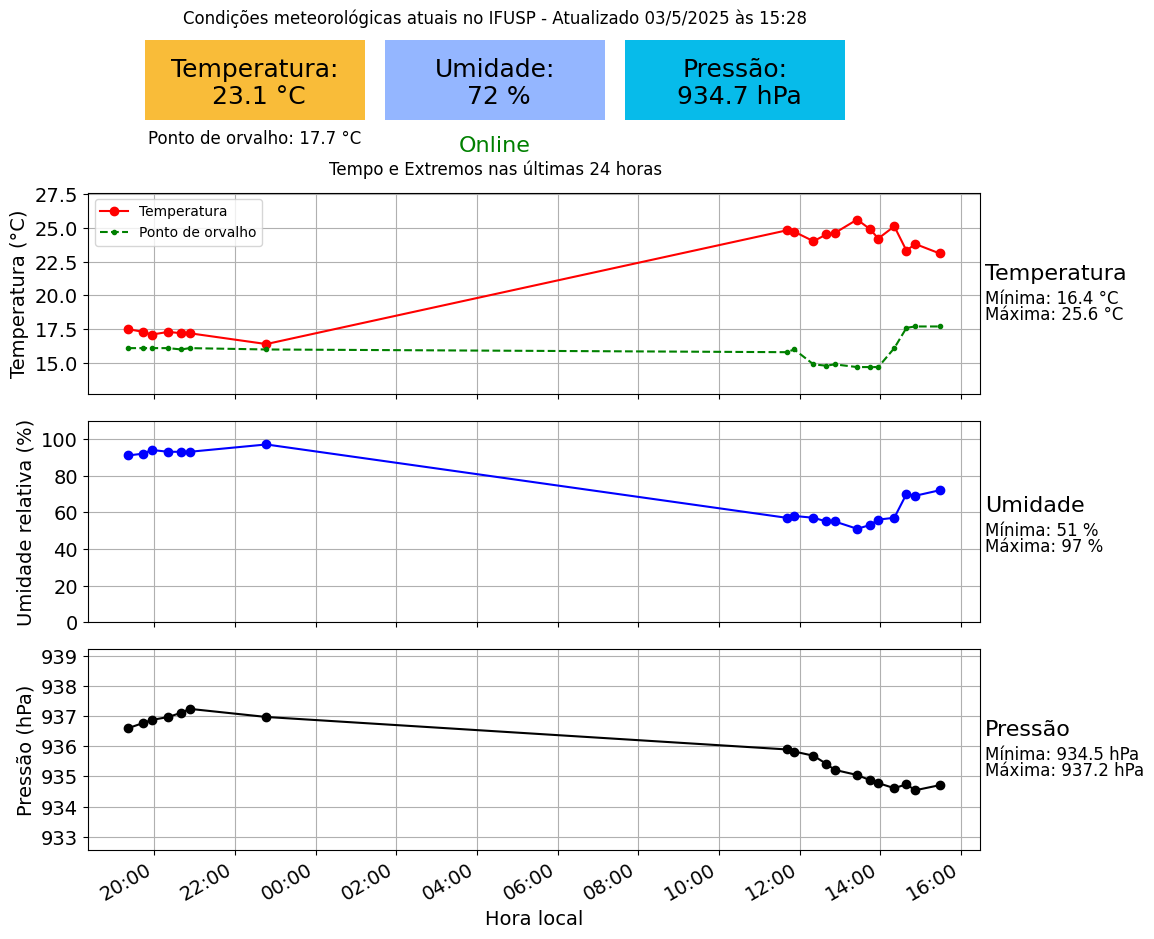 Condições meteorológicas atuais no IFUSP - Atualizado 03/5/2025 às 15:28
Temperatura:
23.1 °C
Umidade:
72 %
Pressão:
934.7 hPa
Ponto de orvalho: 17.7 °C
Online
Tempo e Extremos nas últimas 24 horas
27.5
25.0
22.5
20.0
17.5
15.0
Temperatura (°C)
Temperatura
Ponto de orvalho
Temperatura
Mínima: 16.4 °C
Máxima: 25.6 °C
100
80
60
40
20
0
Umidade relativa (%)
Umidade
Mínima: 51 %
Máxima: 97 %
939
938
937
936
935
934
933
Pressão (hPa)
Pressão
Mínima: 934.5 hPa
Máxima: 937.2 hPa
20:00
22:00
00:00
02:00
04:00
06:00
08:00
10:00
12:00
14:00
16:00
Hora local